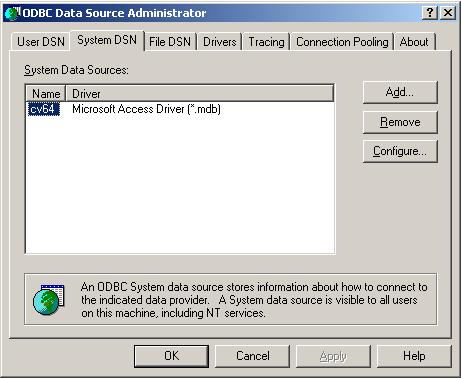 ODBC Data Source Administrator
User DSN System DSN File DSN Drivers Tracing Connection Pooling About
System Data Sources:
Name Driver
cv64 Microsoft Access Driver (*.mdb)
Add...
Remove
Configure...
An ODBC System data source stores information about how to connect to
the indicated data provider. A System data source is visible to all users
on this machine, including NT services.
OK Cancel Apply Help